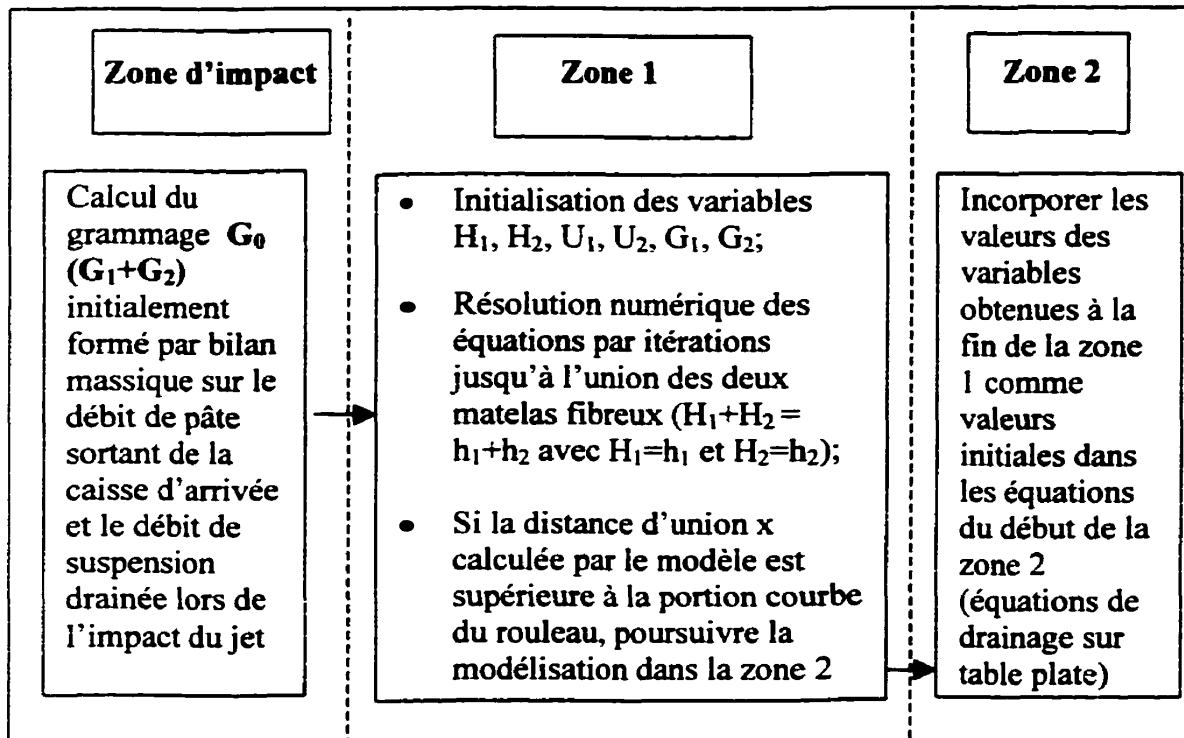 Zone d'impact
Calcul du
grammage G₀
(G₁+G₂)
initialement
formé par bilan
massique sur le
débit de pâte
sortant de la
caisse d'arrivée
et le débit de
suspension
drainée lors de
l'impact du jet
Zone 1
• Initialisation des variables
H₁, H₂, U₁, U₂, G₁, G₂;
• Résolution numérique des
équations par itérations
jusqu'à l'union des deux
matelas fibreux (H₁+H₂ =
h₁+h₂ avec H₁=h₁ et H₂=h₂);
• Si la distance d'union x
calculée par le modèle est
supérieure à la portion courbe
du rouleau, poursuivre la
modélisation dans la zone 2
Zone 2
Incorporer les
valeurs des
variables
obtenues à la
fin de la zone
1 comme
valeurs
initiales dans
les équations
du début de la
zone 2
(équations de
drainage sur
table plate)